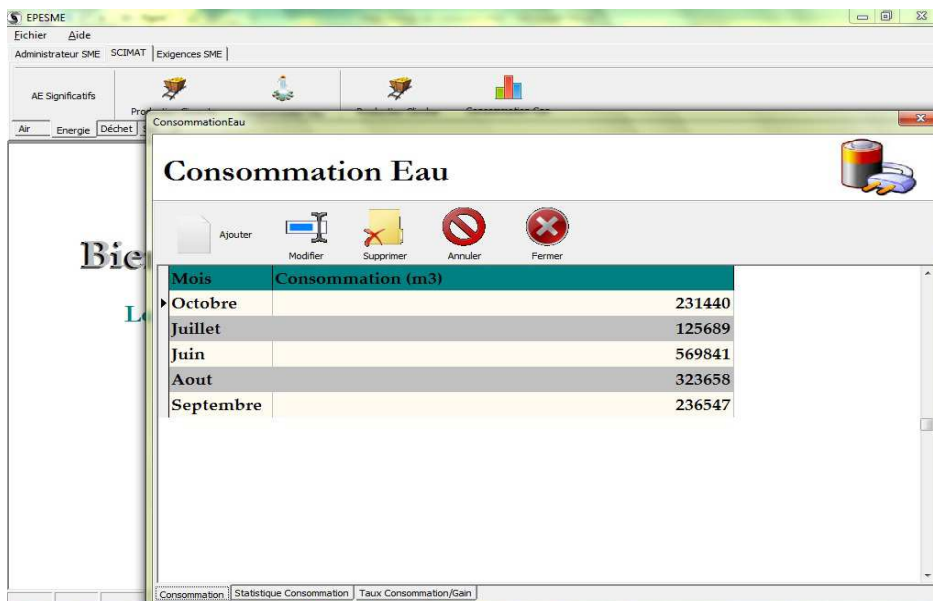 EPESME
Fichier Aide
Administrateur SME SCIMAT Exigences SME
AE Significatifs
Air Energie Déchet
ConsommationEau
Consommation Eau
Ajouter Modifier Supprimer Annuler Fermer
Mois Consommation (m3)
Octobre 231440
Juillet 125689
Juin 569841
Aout 323658
Septembre 236547
Consommation Statistique Consommation Taux Consommation/Gain